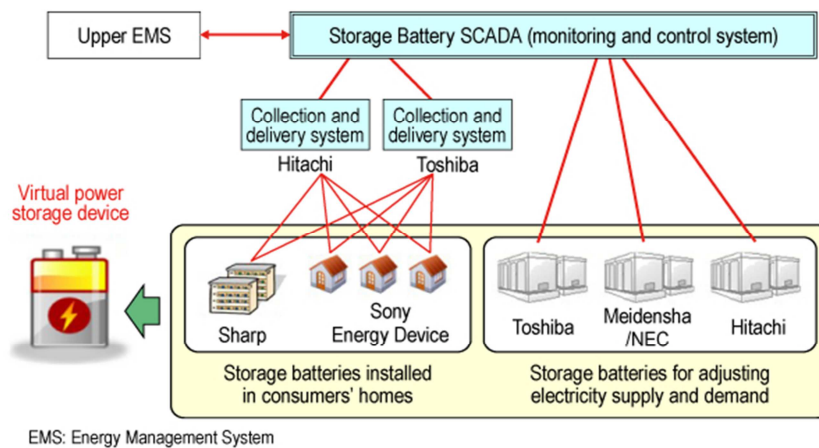 Upper EMS
Storage Battery SCADA (monitoring and control system)
Collection and
delivery system
Hitachi
Collection and
delivery system
Toshiba
Virtual power
storage device
Sharp
Sony
Energy Device
Toshiba
Meidensha
/NEC
Hitachi
Storage batteries installed
in consumers' homes
Storage batteries for adjusting
electricity supply and demand
EMS: Energy Management System